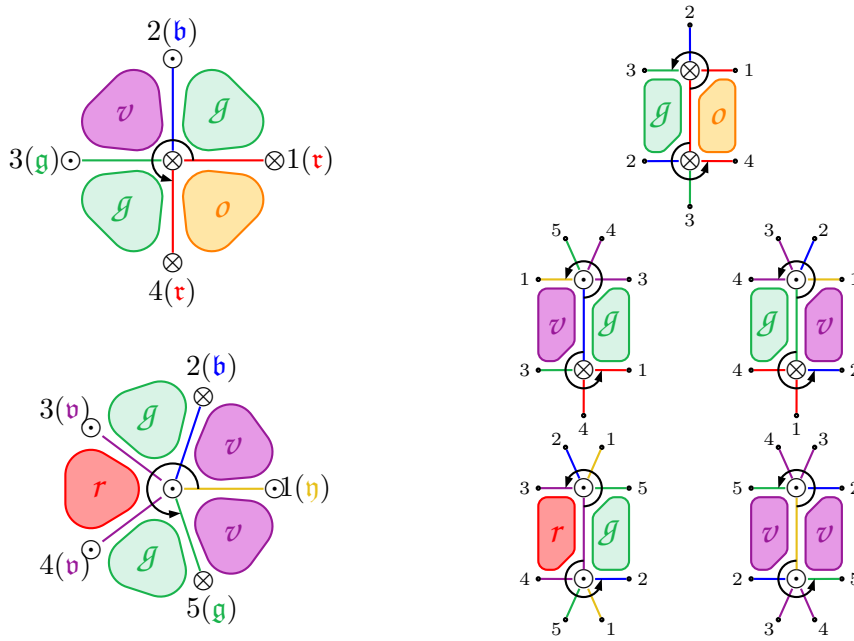 2(𝔟)
𝓋 ℊ
3(𝔤) 1(𝔯)
ℊ ℴ
4(𝔯)
2
3 1
ℊ ℴ
2 4
3
5 4
1 3
𝓋 ℊ
3 1
4
3 2
4 1
ℊ 𝓋
4 2
1
2(𝔟)
3(𝔳) ℊ
𝓋
𝓇 1(𝔶)
4(𝔳) ℊ 𝓋
5(𝔤)
2 1
3 5
𝓇 ℊ
4 2
5 1
4 3
5 2
𝓋 𝓋
2 5
3 4